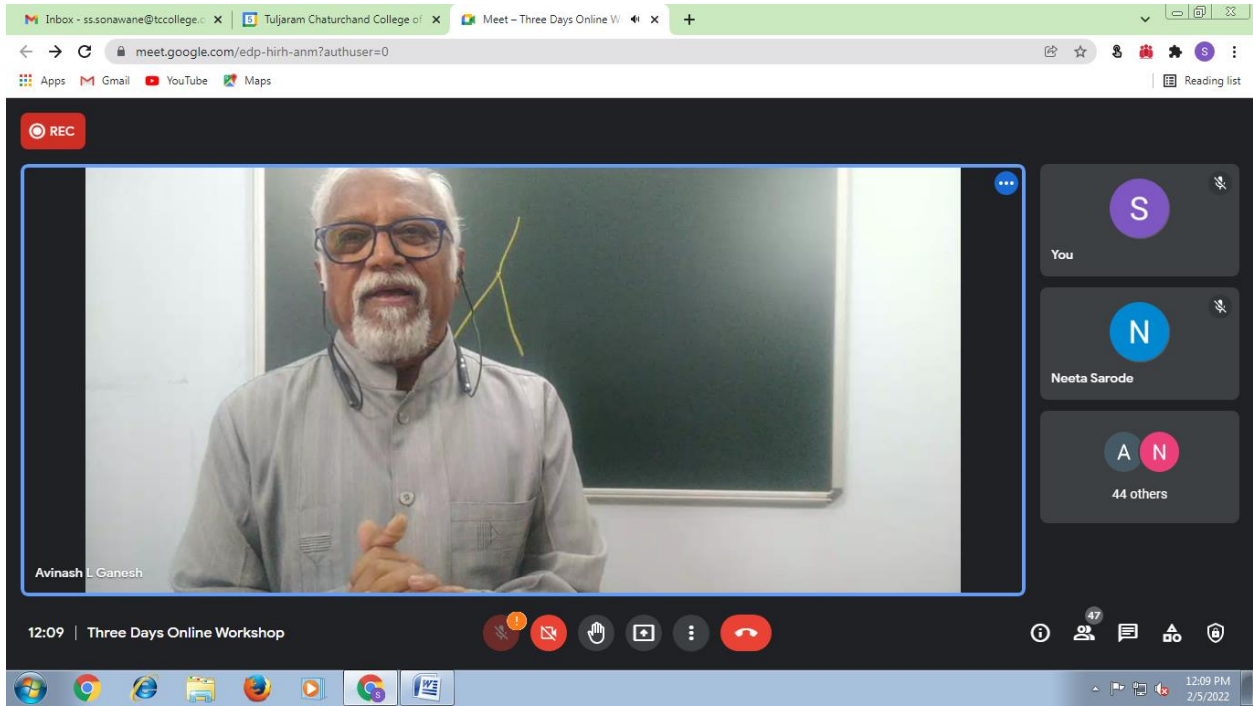 Inbox - ss.sonawane@tccollege.
5 Tuljaram Chaturchand College of
Meet – Three Days Online W
meet.google.com/edp-hirh-anm?authuser=0
S
Apps Gmail YouTube Maps
Reading list
REC
S
You
N
Neeta Sarode
A N
44 others
Avinash L Ganesh
12:09 | Three Days Online Workshop
!
47
W
12:09 PM
2/5/2022